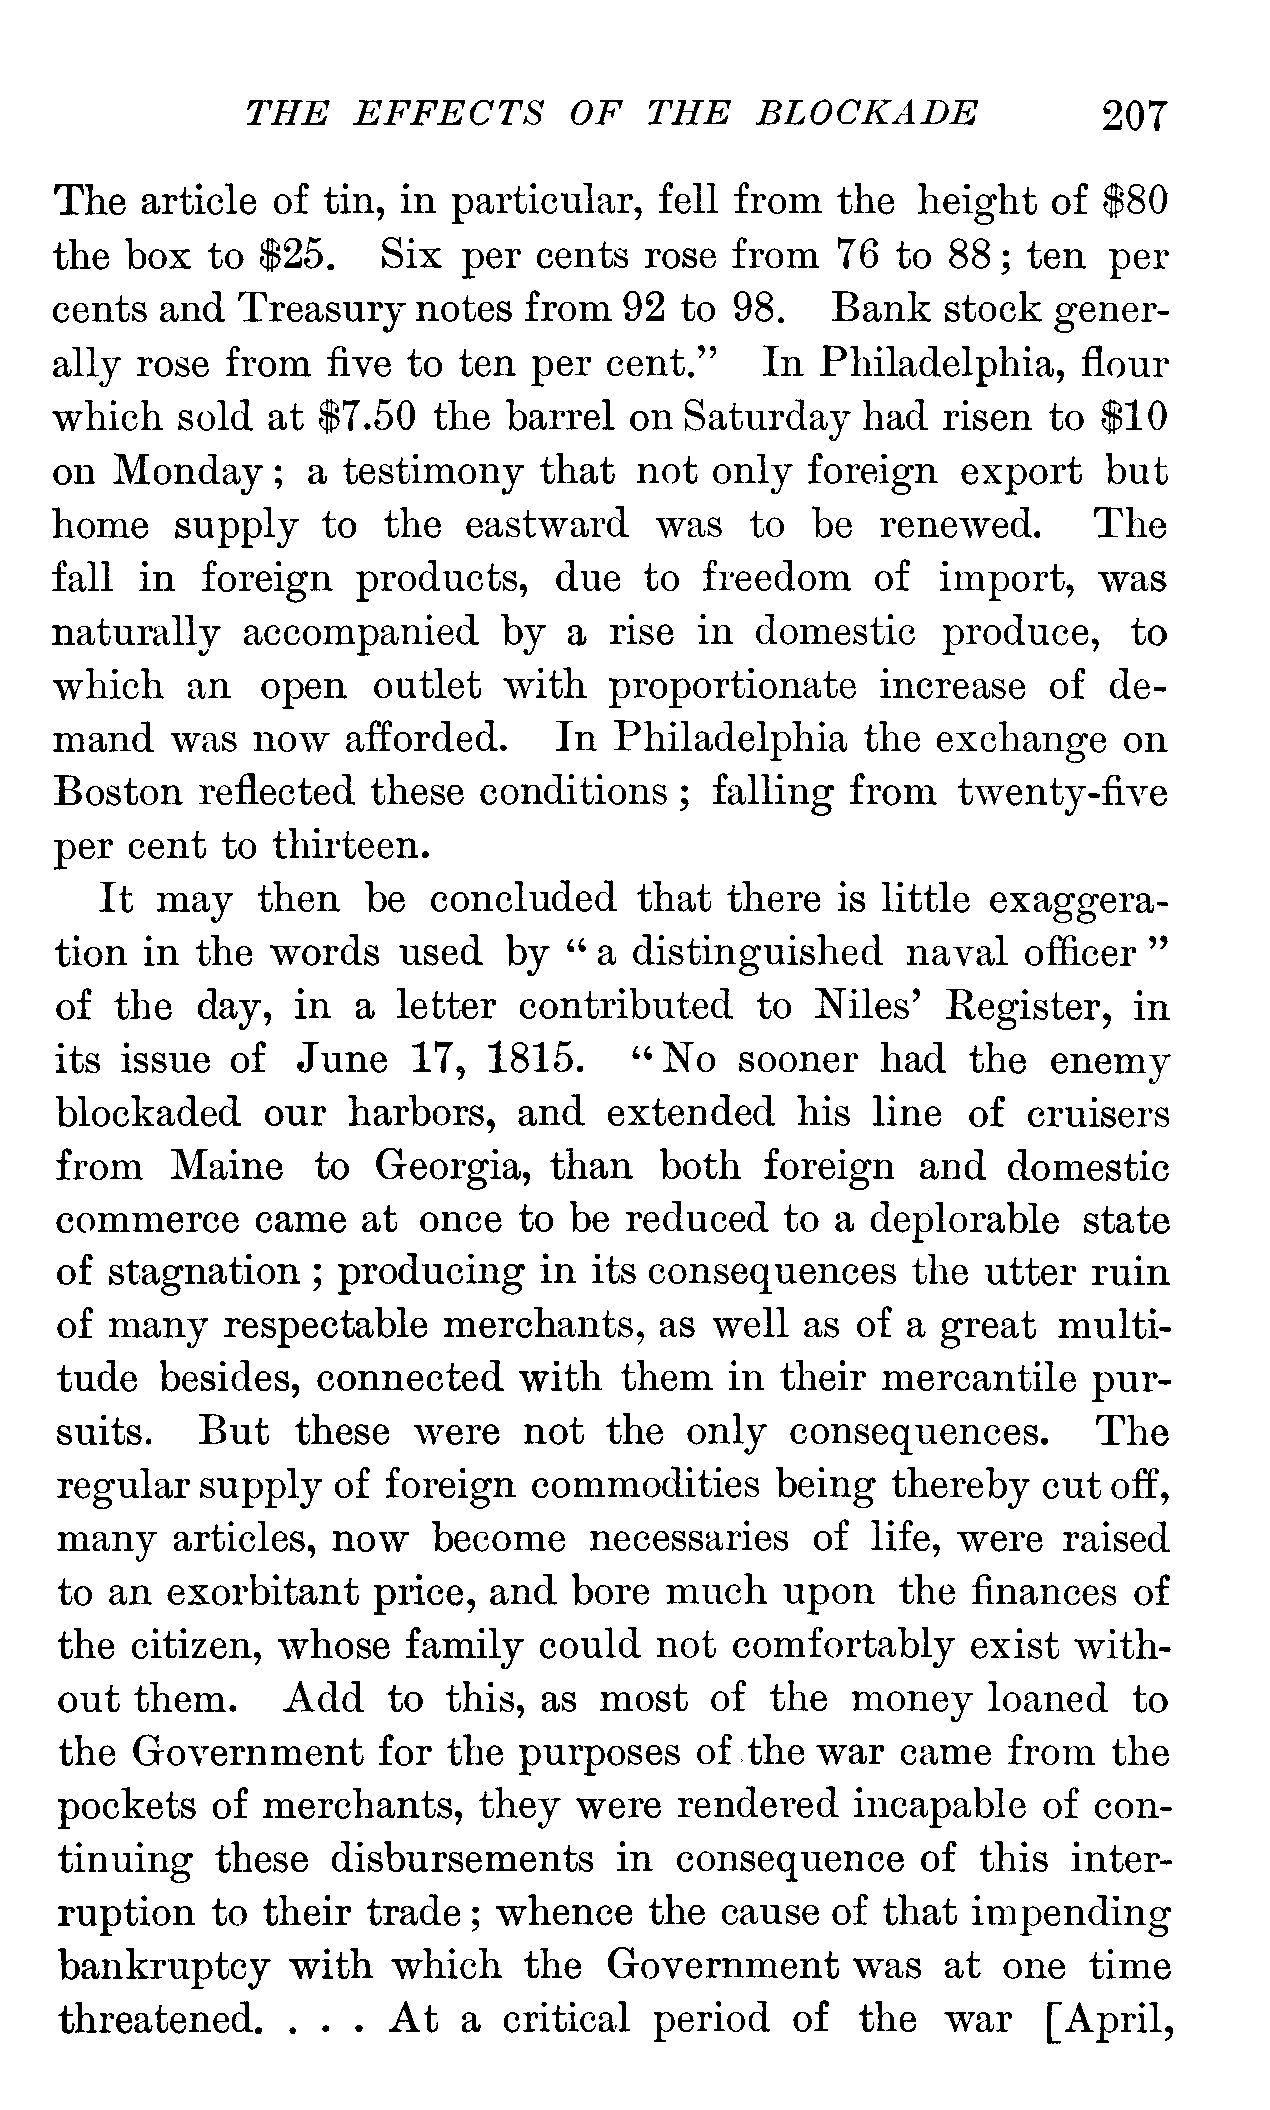 THE EFFECTS OF THE BLOCKADE 207
The article of tin, in particular, fell from the height of $80
the box to $25. Six per cents rose from 76 to 88; ten per
cents and Treasury notes from 92 to 98. Bank stock gener-
ally rose from five to ten per cent.” In Philadelphia, flour
which sold at $7.50 the barrel on Saturday had risen to $10
on Monday; a testimony that not only foreign export but
home supply to the eastward was to be renewed. The
fall in foreign products, due to freedom of import, was
naturally accompanied by a rise in domestic produce, to
which an open outlet with proportionate increase of de-
mand was now afforded. In Philadelphia the exchange on
Boston reflected these conditions; falling from twenty-five
per cent to thirteen.
It may then be concluded that there is little exaggera-
tion in the words used by “a distinguished naval officer”
of the day, in a letter contributed to Niles’ Register, in
its issue of June 17, 1815. “No sooner had the enemy
blockaded our harbors, and extended his line of cruisers
from Maine to Georgia, than both foreign and domestic
commerce came at once to be reduced to a deplorable state
of stagnation; producing in its consequences the utter ruin
of many respectable merchants, as well as of a great multi-
tude besides, connected with them in their mercantile pur-
suits. But these were not the only consequences. The
regular supply of foreign commodities being thereby cut off,
many articles, now become necessaries of life, were raised
to an exorbitant price, and bore much upon the finances of
the citizen, whose family could not comfortably exist with-
out them. Add to this, as most of the money loaned to
the Government for the purposes of the war came from the
pockets of merchants, they were rendered incapable of con-
tinuing these disbursements in consequence of this inter-
ruption to their trade; whence the cause of that impending
bankruptcy with which the Government was at one time
threatened. . . . At a critical period of the war [April,